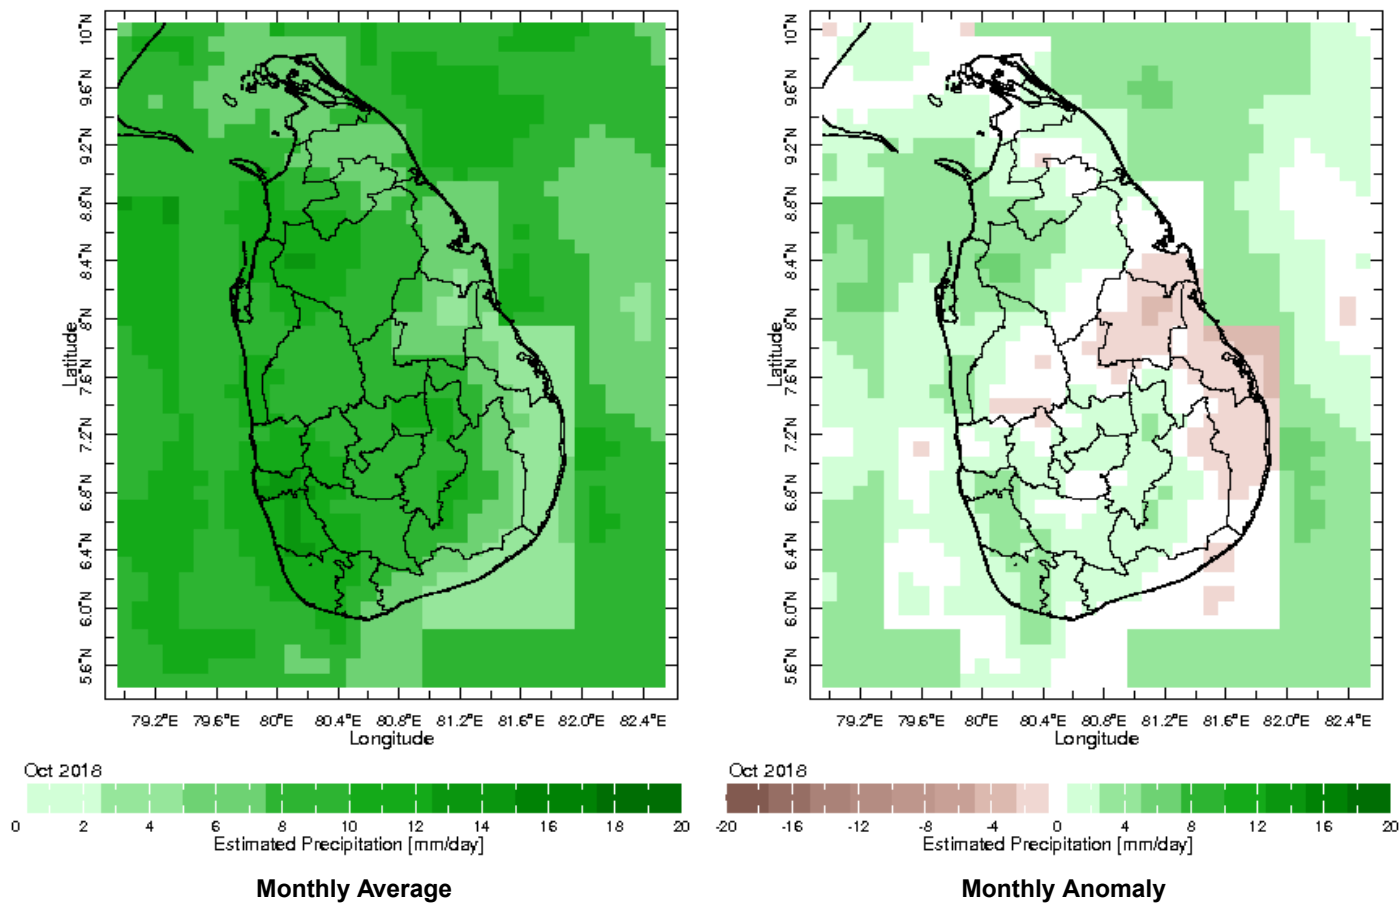 10°N
9.6°N
9.2°N
8.8°N
8.4°N
8°N
7.6°N
7.2°N
6.8°N
6.4°N
6.0°N
5.6°N
Latitude
79.2°E 79.6°E 80°E 80.4°E 80.8°E 81.2°E 81.6°E 82.0°E 82.4°E
Longitude
Oct 2018
0 2 4 6 8 10 12 14 16 18 20
Estimated Precipitation [mm/day]
Monthly Average
10°N
9.6°N
9.2°N
8.8°N
8.4°N
8°N
7.6°N
7.2°N
6.8°N
6.4°N
6.0°N
5.6°N
Latitude
79.2°E 79.6°E 80°E 80.4°E 80.8°E 81.2°E 81.6°E 82.0°E 82.4°E
Longitude
Oct 2018
-20 -16 -12 -8 -4 0 4 8 12 16 20
Estimated Precipitation [mm/day]
Monthly Anomaly